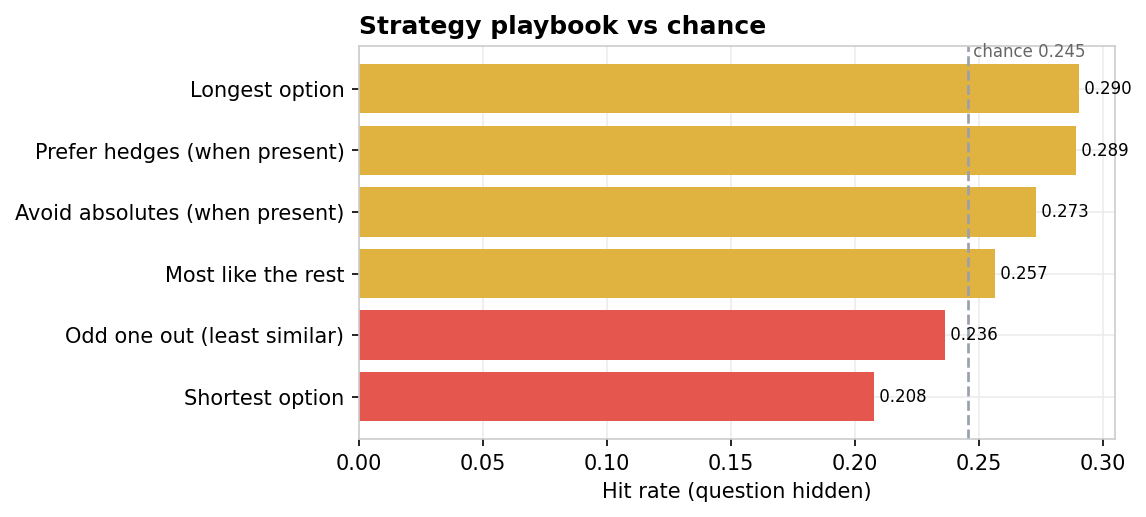 Strategy playbook vs chance
chance 0.245
Longest option 0.290
Prefer hedges (when present) 0.289
Avoid absolutes (when present) 0.273
Most like the rest 0.257
Odd one out (least similar) 0.236
Shortest option 0.208
0.00 0.05 0.10 0.15 0.20 0.25 0.30
Hit rate (question hidden)